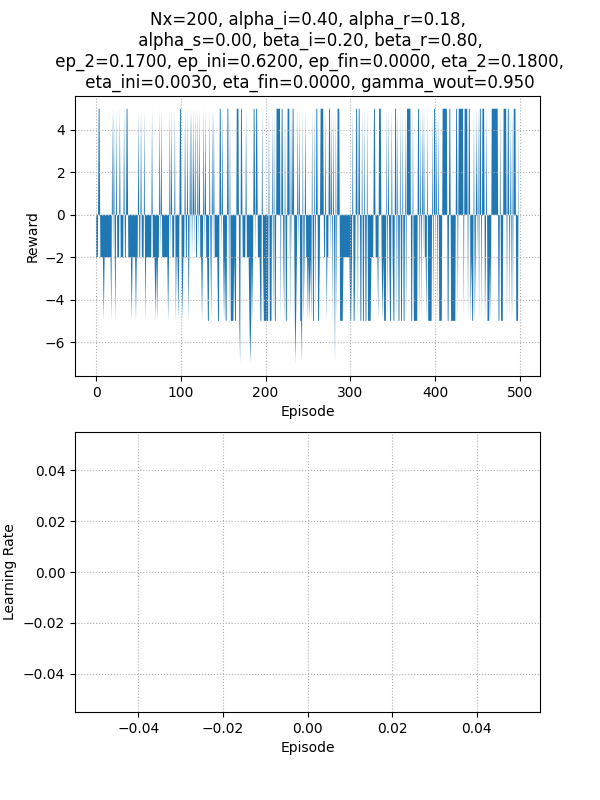 Nx=200, alpha_i=0.40, alpha_r=0.18,
alpha_s=0.00, beta_i=0.20, beta_r=0.80,
ep_2=0.1700, ep_ini=0.6200, ep_fin=0.0000, eta_2=0.1800,
eta_ini=0.0030, eta_fin=0.0000, gamma_wout=0.950
4
2
0
−2
−4
−6
Reward
0 100 200 300 400 500
Episode
0.04
0.02
0.00
−0.02
−0.04
Learning Rate
−0.04 −0.02 0.00 0.02 0.04
Episode